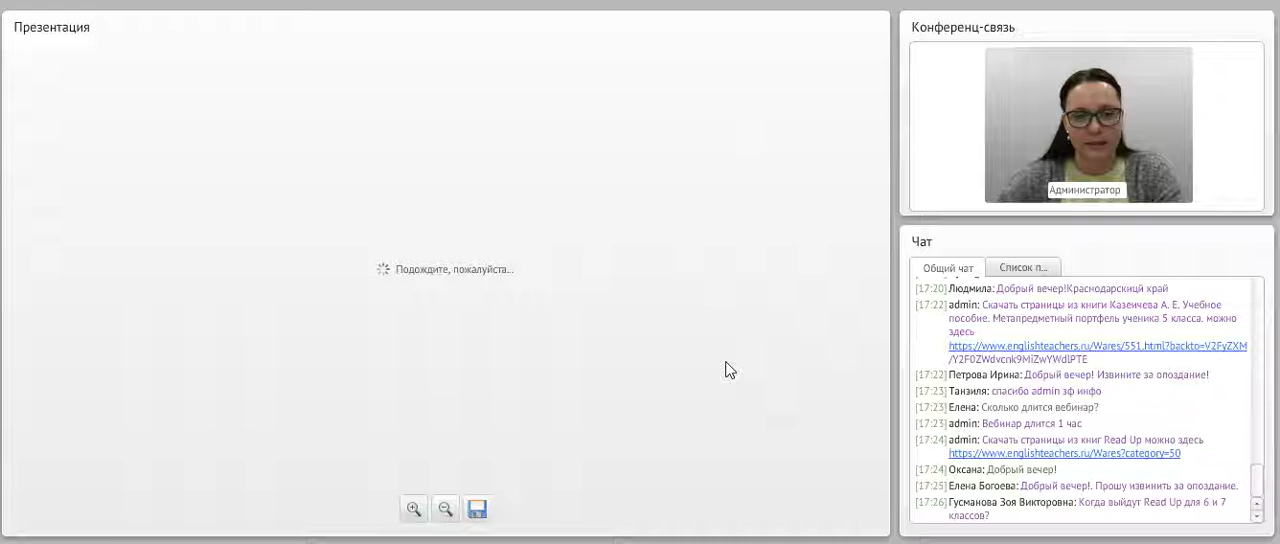 Презентация
Подождите, пожалуйста...
Конференц-связь
Администратор
Чат
Общий чат
Список п...
[17:20] Людмила: Добрый вечер!Краснодарскицй край
[17:22] admin: Скачать страницы из книги Казеичева А. Е. Учебное
пособие. Метапредметный портфель ученика 5 класса. можно
здесь
https://www.englishteachers.ru/Wares/551.html?backto=V2FyZXM
/Y2F0ZWdvcnk9MiZwYWdlPTE
[17:22] Петрова Ирина: Добрый вечер! Извините за опоздание!
[17:23] Танзиля: спасибо admin зф инфо
[17:23] Елена: Сколько длится вебинар?
[17:23] admin: Вебинар длится 1 час
[17:24] admin: Скачать страницы из книг Read Up можно здесь
https://www.englishteachers.ru/Wares?category=50
[17:24] Оксана: Добрый вечер!
[17:25] Елена Богоева: Добрый вечер!. Прошу извинить за опоздание.
[17:26] Гусманова Зоя Викторовна: Когда выйдут Read Up для 6 и 7
классов?